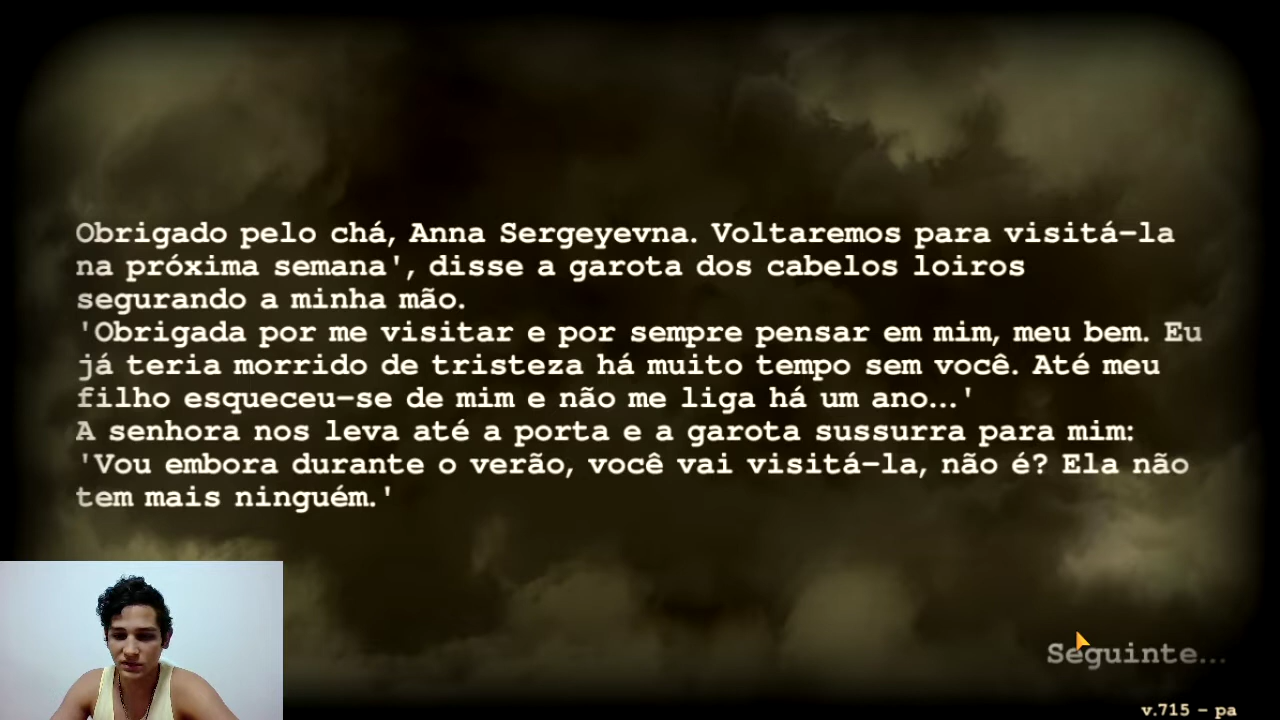 Obrigado pelo chá, Anna Sergeyevna. Voltaremos para visitá-la
na próxima semana', disse a garota dos cabelos loiros
segurando a minha mão.
'Obrigada por me visitar e por sempre pensar em mim, meu bem. Eu
já teria morrido de tristeza há muito tempo sem você. Até meu
filho esqueceu-se de mim e não me liga há um ano...'
A senhora nos leva até a porta e a garota sussurra para mim:
'Vou embora durante o verão, você vai visitá-la, não é? Ela não
tem mais ninguém.'
Seguinte...
v.715 - pa